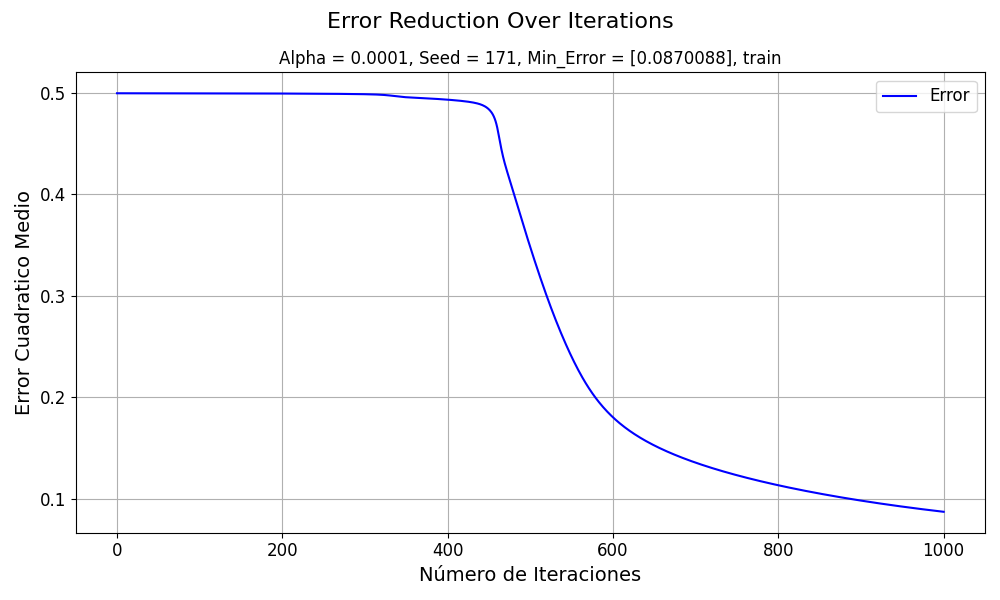 Error Reduction Over Iterations
Alpha = 0.0001, Seed = 171, Min_Error = [0.0870088], train
Error
Error Cuadratico Medio
0.5
0.4
0.3
0.2
0.1
0 200 400 600 800 1000
Número de Iteraciones